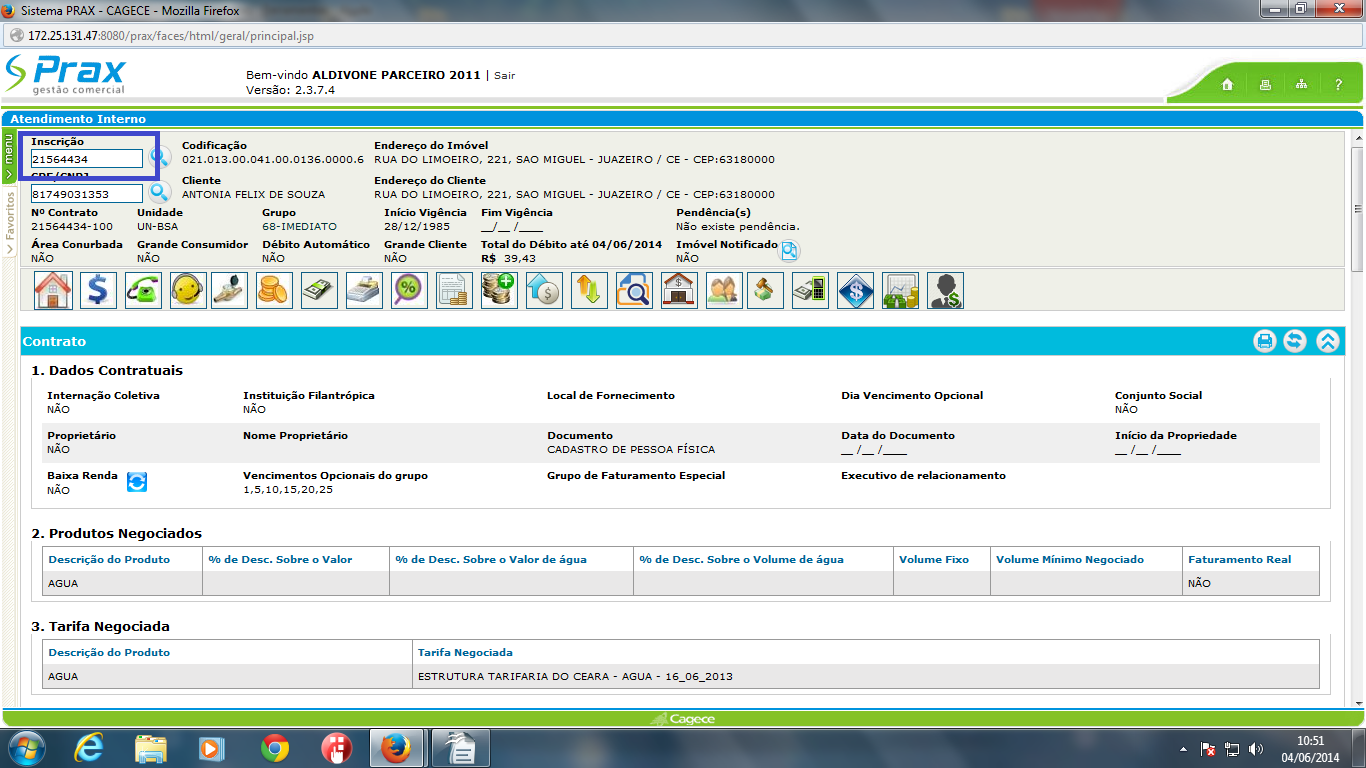 Sistema PRAX - CAGECE - Mozilla Firefox
172.25.131.47:8080/prax/faces/html/geral/principal.jsp
Prax
gestão comercial
Bem-vindo ALDIVONE PARCEIRO 2011 | Sair
Versão: 2.3.7.4
?
Atendimento Interno
menu
Favoritos
Inscrição
21564434
Codificação
021.013.00.041.00.0136.0000.6
Endereço do Imóvel
RUA DO LIMOEIRO, 221, SAO MIGUEL - JUAZEIRO / CE - CEP:63180000
CPF/CNPJ
81749031353
Cliente
ANTONIA FELIX DE SOUZA
Endereço do Cliente
RUA DO LIMOEIRO, 221, SAO MIGUEL - JUAZEIRO / CE - CEP:63180000
Nº Contrato Unidade Grupo Início Vigência Fim Vigência Pendência(s)
21564434-100 UN-BSA 68-IMEDIATO 28/12/1985 __/__ /____ Não existe pendência.
Área Conurbada Grande Consumidor Débito Automático Grande Cliente Total do Débito até 04/06/2014 Imóvel Notificado
NÃO NÃO NÃO NÃO R$ 39,43 NÃO
Contrato
1. Dados Contratuais
Internação Coletiva Instituição Filantrópica Local de Fornecimento Dia Vencimento Opcional Conjunto Social
NÃO NÃO NÃO
Proprietário Nome Proprietário Documento Data do Documento Início da Propriedade
NÃO CADASTRO DE PESSOA FÍSICA __ /__ /____ __ /__ /____
Baixa Renda Vencimentos Opcionais do grupo Grupo de Faturamento Especial Executivo de relacionamento
NÃO 1,5,10,15,20,25
2. Produtos Negociados
Descrição do Produto % de Desc. Sobre o Valor % de Desc. Sobre o Valor de água % de Desc. Sobre o Volume de água Volume Fixo Volume Mínimo Negociado Faturamento Real
AGUA NÃO
3. Tarifa Negociada
Descrição do Produto Tarifa Negociada
AGUA ESTRUTURA TARIFARIA DO CEARA - AGUA - 16_06_2013
Cagece
10:51
04/06/2014